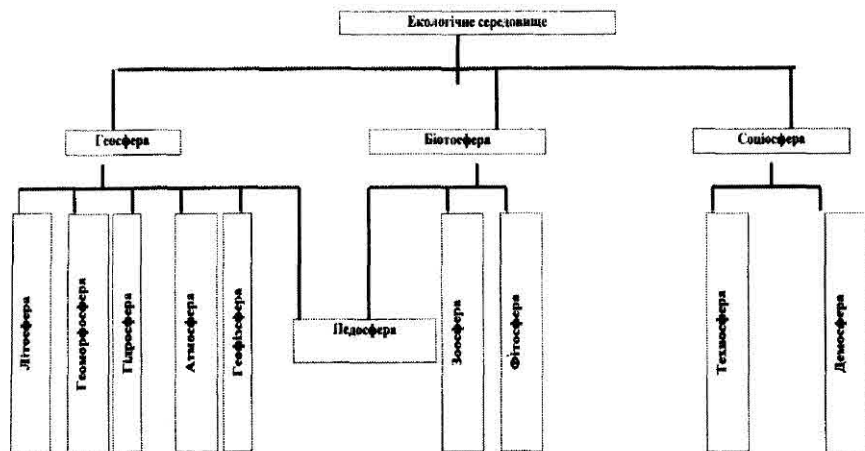 Екологічне середовище
Геосфера
Біотосфера
Соціосфера
Літосфера
Геоморфосфера
Гідросфера
Атмосфера
Геофізсфера
Педосфера
Зоосфера
Фітосфера
Техносфера
Демосфера